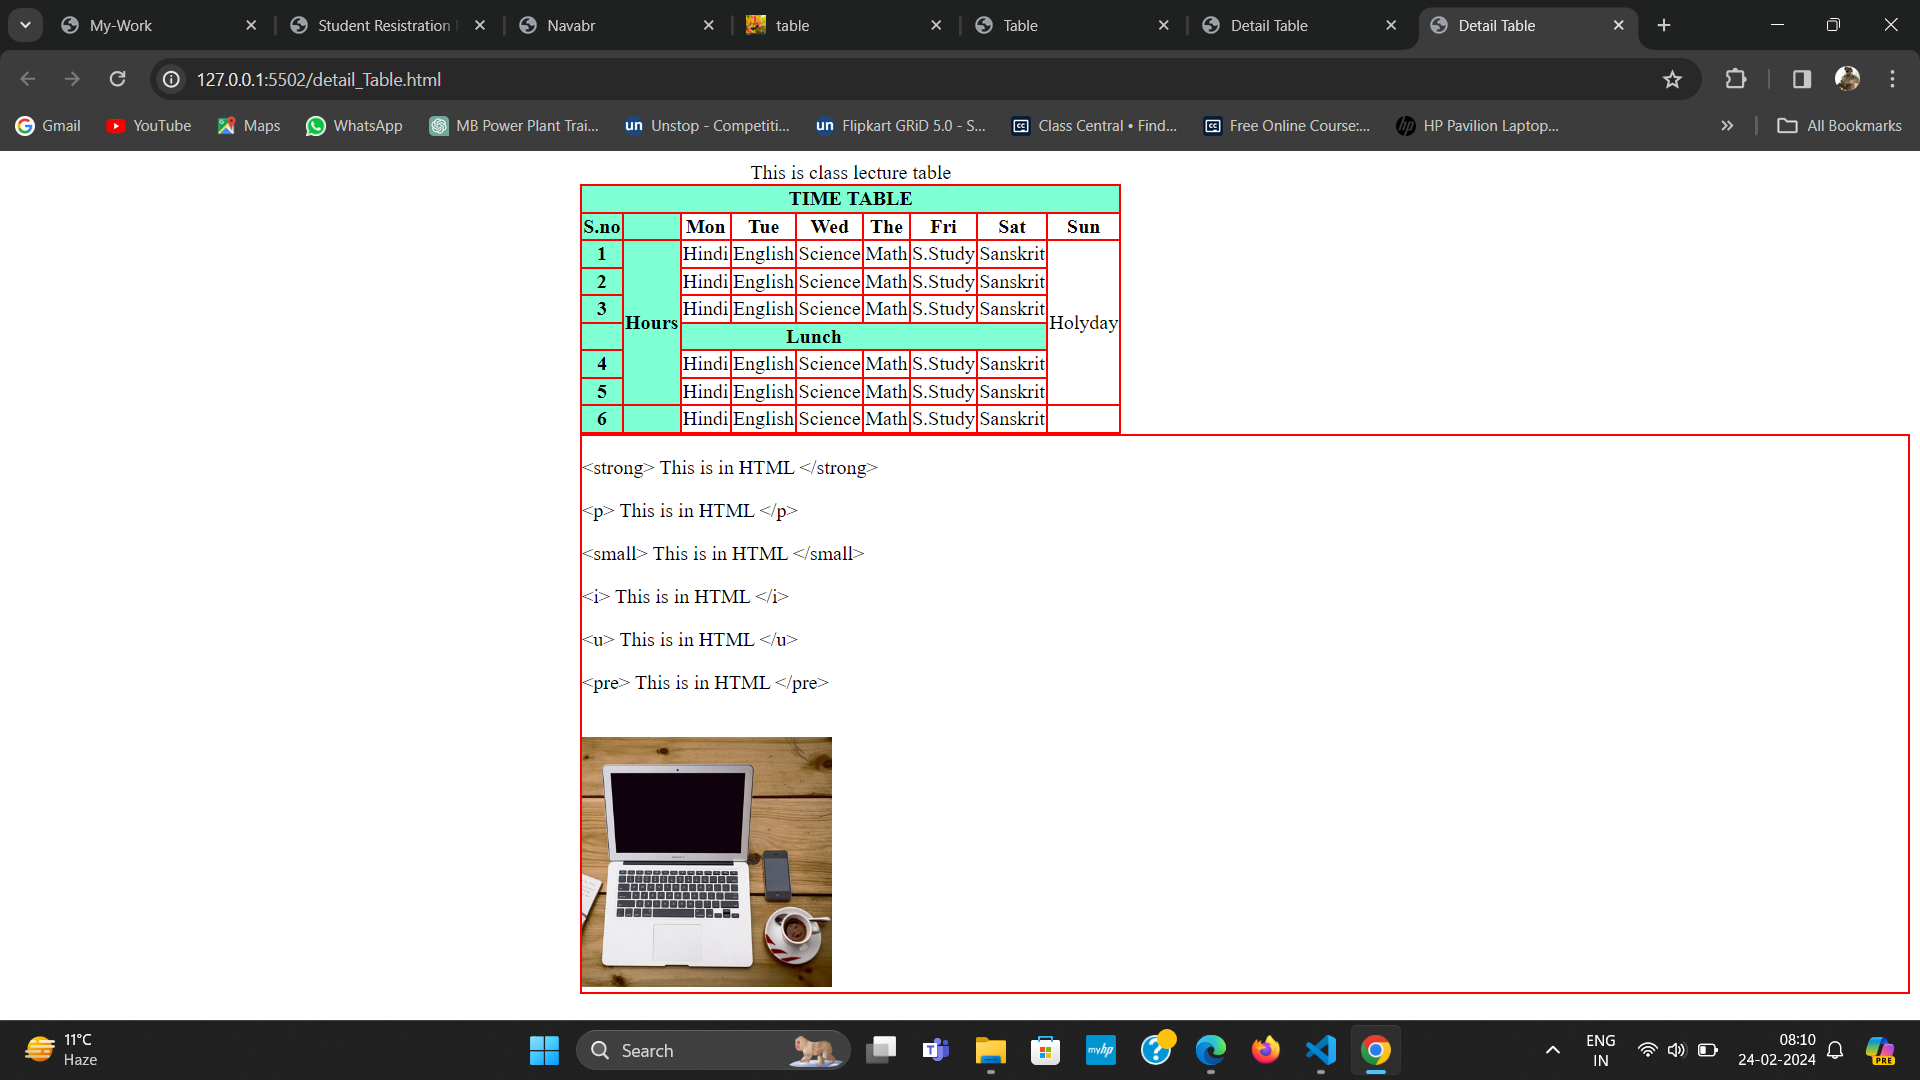 My-Work
Student Resistration
Navabr
table
Table
Detail Table
Detail Table
127.0.0.1:5502/detail_Table.html
Gmail
YouTube
Maps
WhatsApp
MB Power Plant Trai...
un Unstop - Competiti...
un Flipkart GRiD 5.0 - S...
Class Central • Find...
Free Online Course:...
hp HP Pavilion Laptop...
All Bookmarks
This is class lecture table
TIME TABLE
S.no Mon Tue Wed The Fri Sat Sun
1 Hindi English Science Math S.Study Sanskrit
2 Hindi English Science Math S.Study Sanskrit
3 Hindi English Science Math S.Study Sanskrit
Hours Holyday
Lunch
4 Hindi English Science Math S.Study Sanskrit
5 Hindi English Science Math S.Study Sanskrit
6 Hindi English Science Math S.Study Sanskrit
<strong> This is in HTML </strong>
<p> This is in HTML </p>
<small> This is in HTML </small>
<i> This is in HTML </i>
<u> This is in HTML </u>
<pre> This is in HTML </pre>
11°C
Haze
Search
myhp
ENG
IN
08:10
24-02-2024
PRE